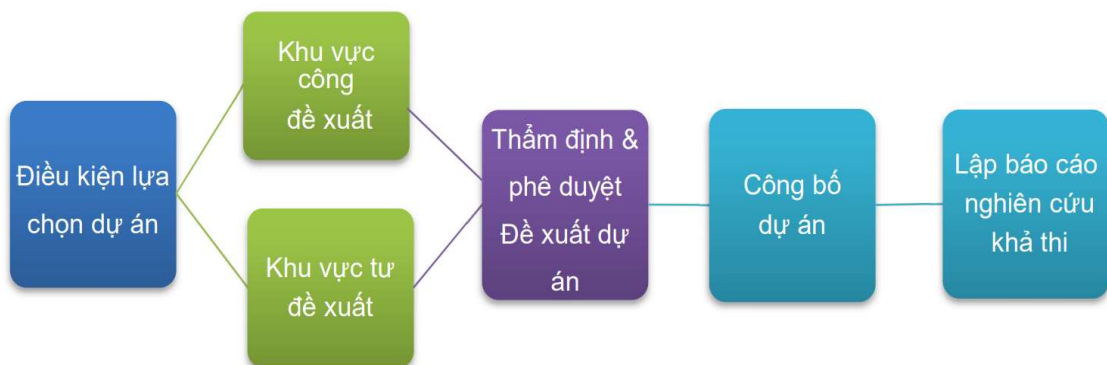 Điều kiện lựa
chọn dự án
Khu vực
công
đề xuất
Khu vực tư
đề xuất
Thẩm định &
phê duyệt
Đề xuất dự
án
Công bố
dự án
Lập báo cáo
nghiên cứu
khả thi